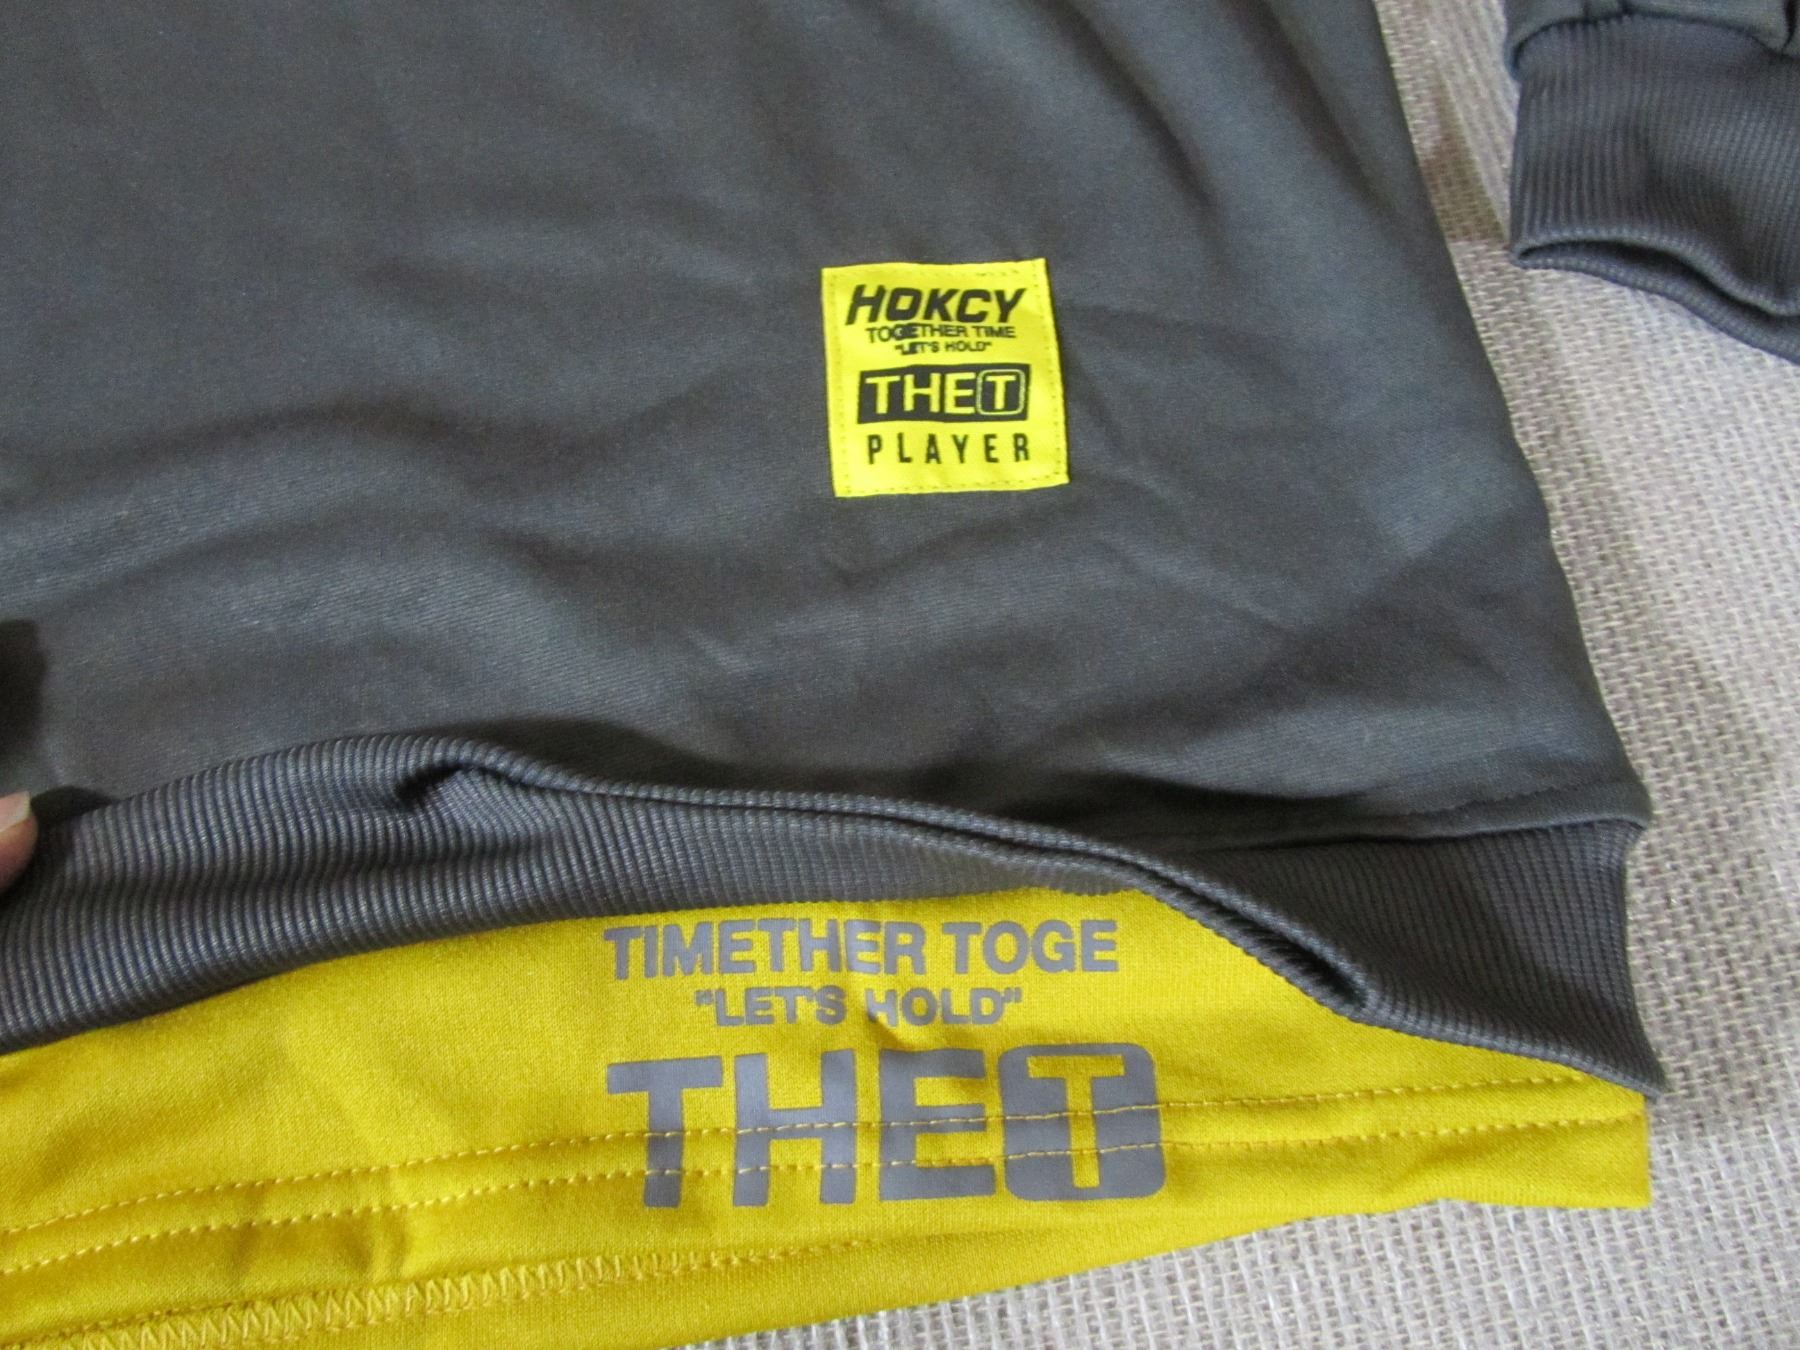 HOKCY
TOGETHER TIME
"LET'S HOLD"
THET
PLAYER
TIMETHER TOGE
"LET'S HOLD"
THET